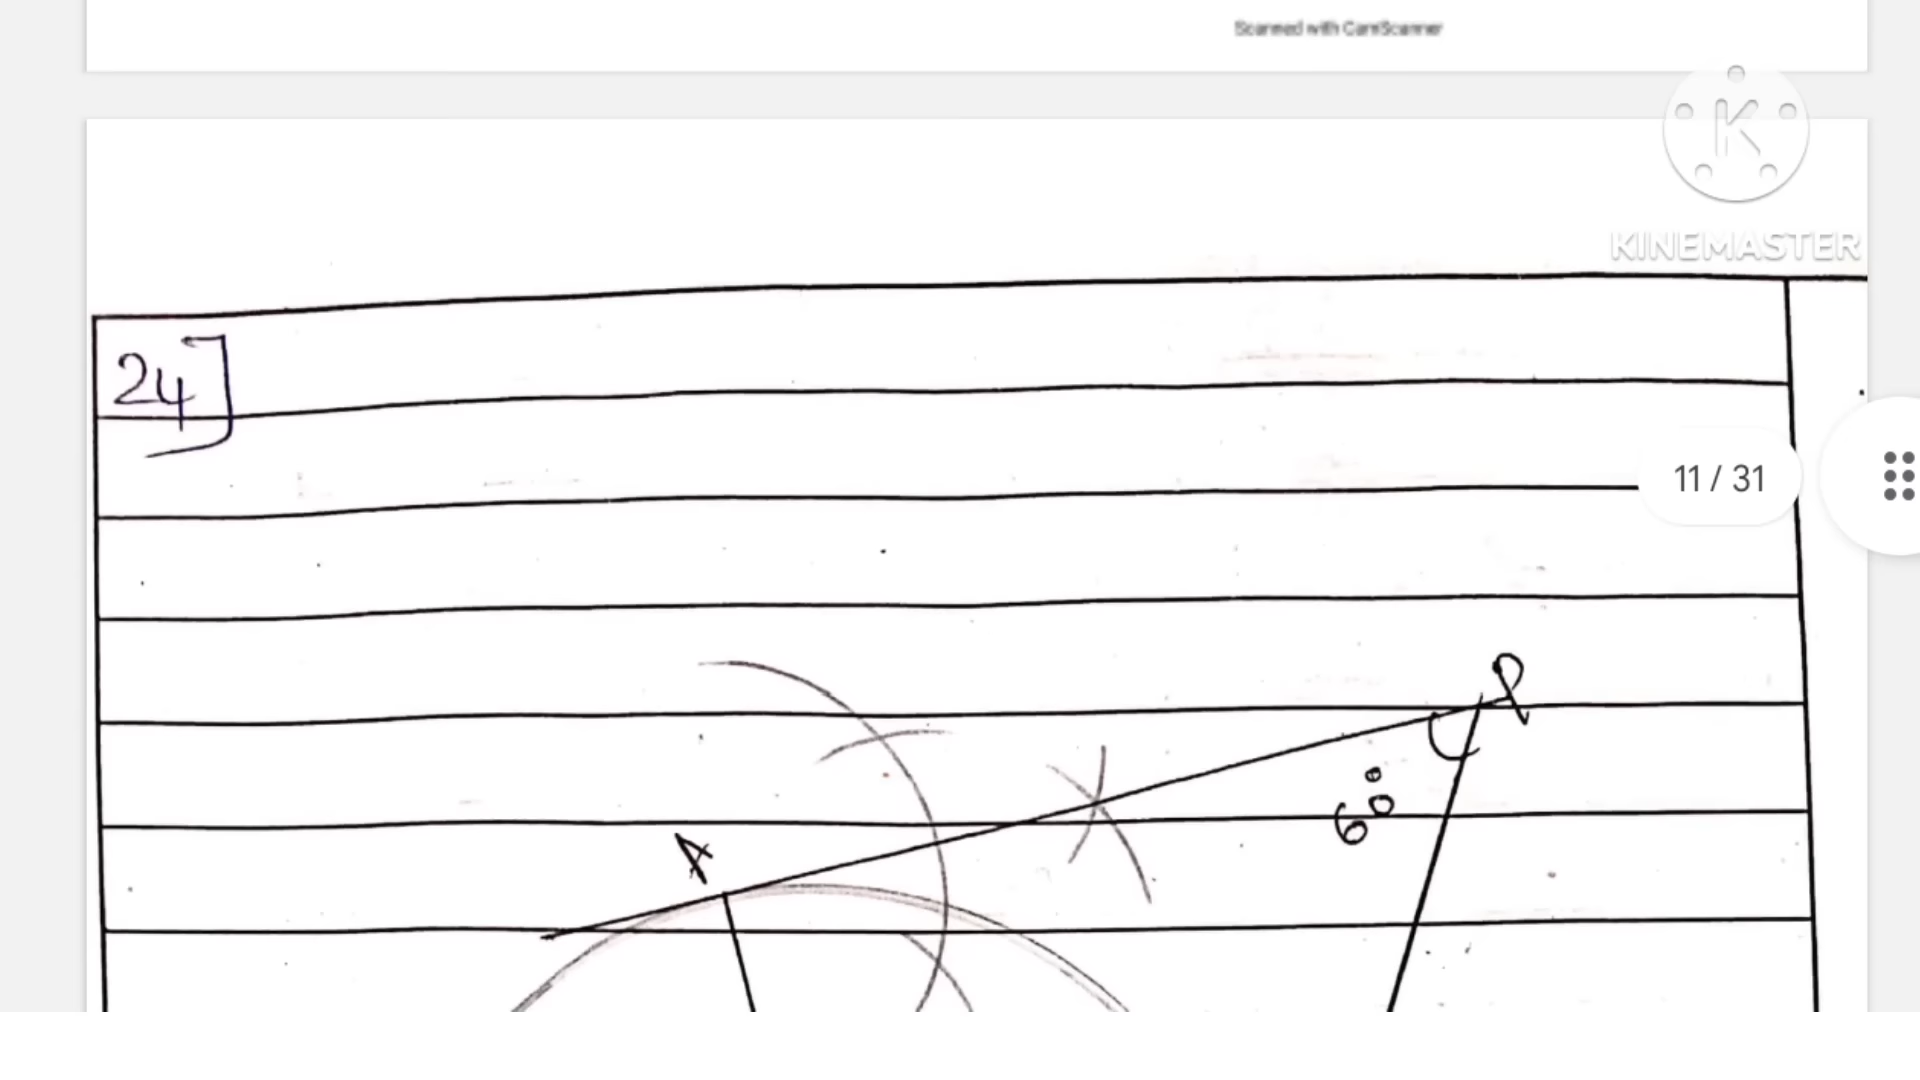 Scanned with CamScanner
K
KINEMASTER
24]
11 / 31
P
60°
A